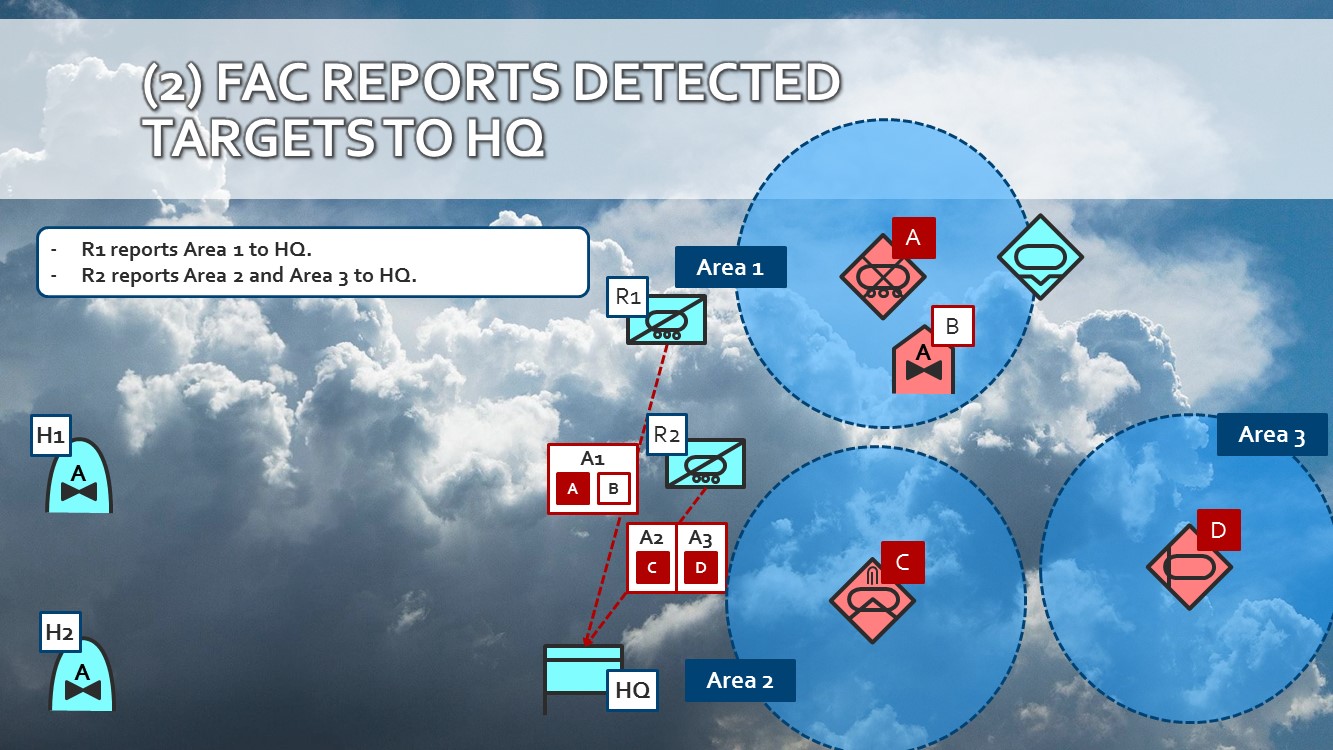 (2) FAC REPORTS DETECTED
TARGETS TO HQ
- R1 reports Area 1 to HQ.
- R2 reports Area 2 and Area 3 to HQ.
Area 1
A
B
A
R1
R2
H1
A
A1
A B
A2 A3
C D
Area 3
D
C
H2
A
HQ
Area 2